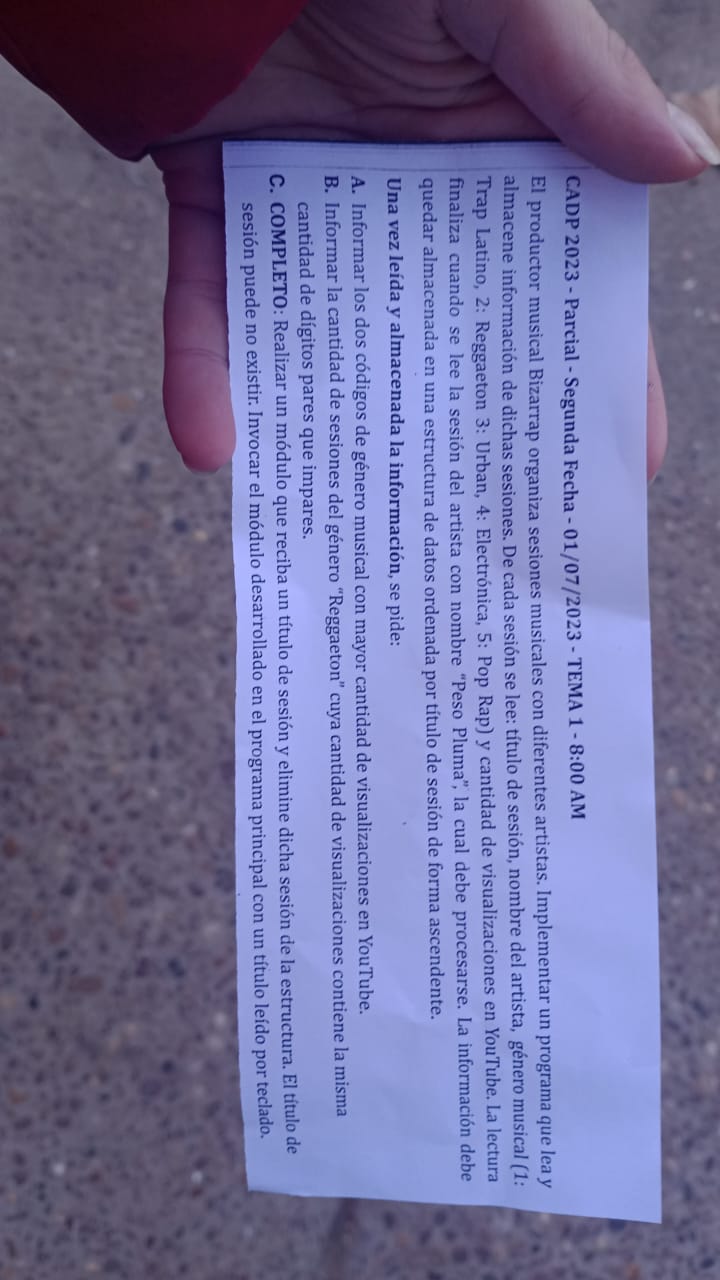 CADP 2023 - Parcial - Segunda Fecha - 01/07/2023 - TEMA 1 - 8:00 AM
El productor musical Bizarrap organiza sesiones musicales con diferentes artistas. Implementar un programa que lea y
almacene información de dichas sesiones. De cada sesión se lee: título de sesión, nombre del artista, género musical (1:
Trap Latino, 2: Reggaeton 3: Urban, 4: Electrónica, 5: Pop Rap) y cantidad de visualizaciones en YouTube. La lectura
finaliza cuando se lee la sesión del artista con nombre “Peso Pluma”, la cual debe procesarse. La información debe
quedar almacenada en una estructura de datos ordenada por título de sesión de forma ascendente.
Una vez leída y almacenada la información, se pide:
A. Informar los dos códigos de género musical con mayor cantidad de visualizaciones en YouTube.
B. Informar la cantidad de sesiones del género “Reggaeton” cuya cantidad de visualizaciones contiene la misma
cantidad de dígitos pares que impares.
C. COMPLETO: Realizar un módulo que reciba un título de sesión y elimine dicha sesión de la estructura. El título de
sesión puede no existir. Invocar el módulo desarrollado en el programa principal con un título leído por teclado.